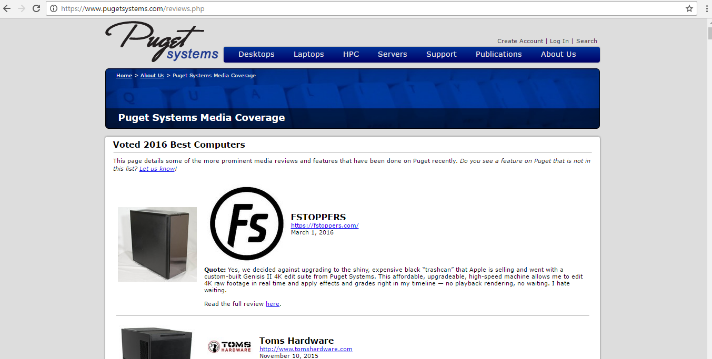 https://www.pugetsystems.com/reviews.php
Puget
systems
Create Account | Log In | Search
Desktops Laptops HPC Servers Support Publications About Us
Home > About Us > Puget Systems Media Coverage
Puget Systems Media Coverage
Voted 2016 Best Computers
This page details some of the more prominent media reviews and features that have been done on Puget recently. Do you see a feature on Puget that is not in
this list? Let us know!
Fs
FSTOPPERS
https://fstoppers.com/
March 1, 2016
Quote: Yes, we decided against upgrading to the shiny, expensive black "trashcan" that Apple is selling and went with a
custom-built Genisis II 4K edit suite from Puget Systems. This affordable, upgradeable, high-speed machine allows me to edit
4K raw footage in real time and apply effects and grades right in my timeline — no playback rendering, no waiting. I hate
waiting.
Read the full review here.
TOMS
HARDWARE
Toms Hardware
http://www.tomshardware.com
November 10, 2015